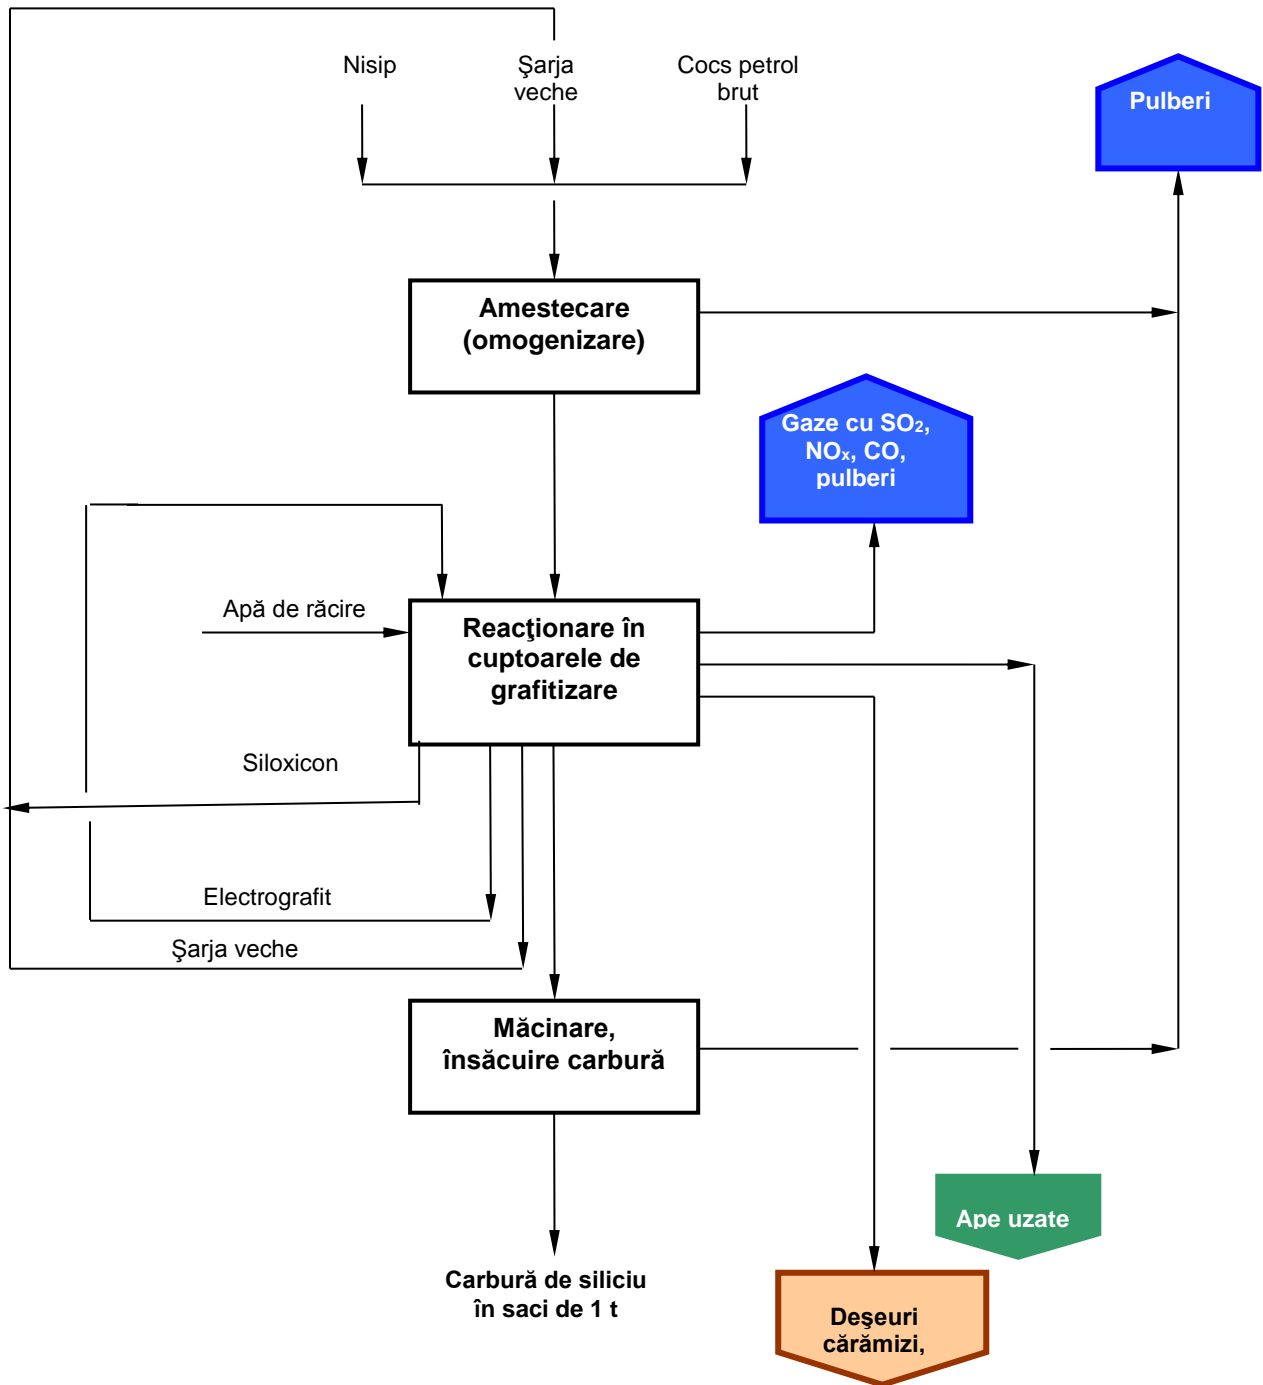 Nisip
Şarja
veche
Cocs petrol
brut
Pulberi
Amestecare
(omogenizare)
Gaze cu SO₂,
NOₓ, CO,
pulberi
Apă de răcire
Reacţionare în
cuptoarele de
grafitizare
Siloxicon
Electrografit
Şarja veche
Măcinare,
însăcuire carbură
Ape uzate
Carbură de siliciu
în saci de 1 t
Deşeuri
cărămizi,